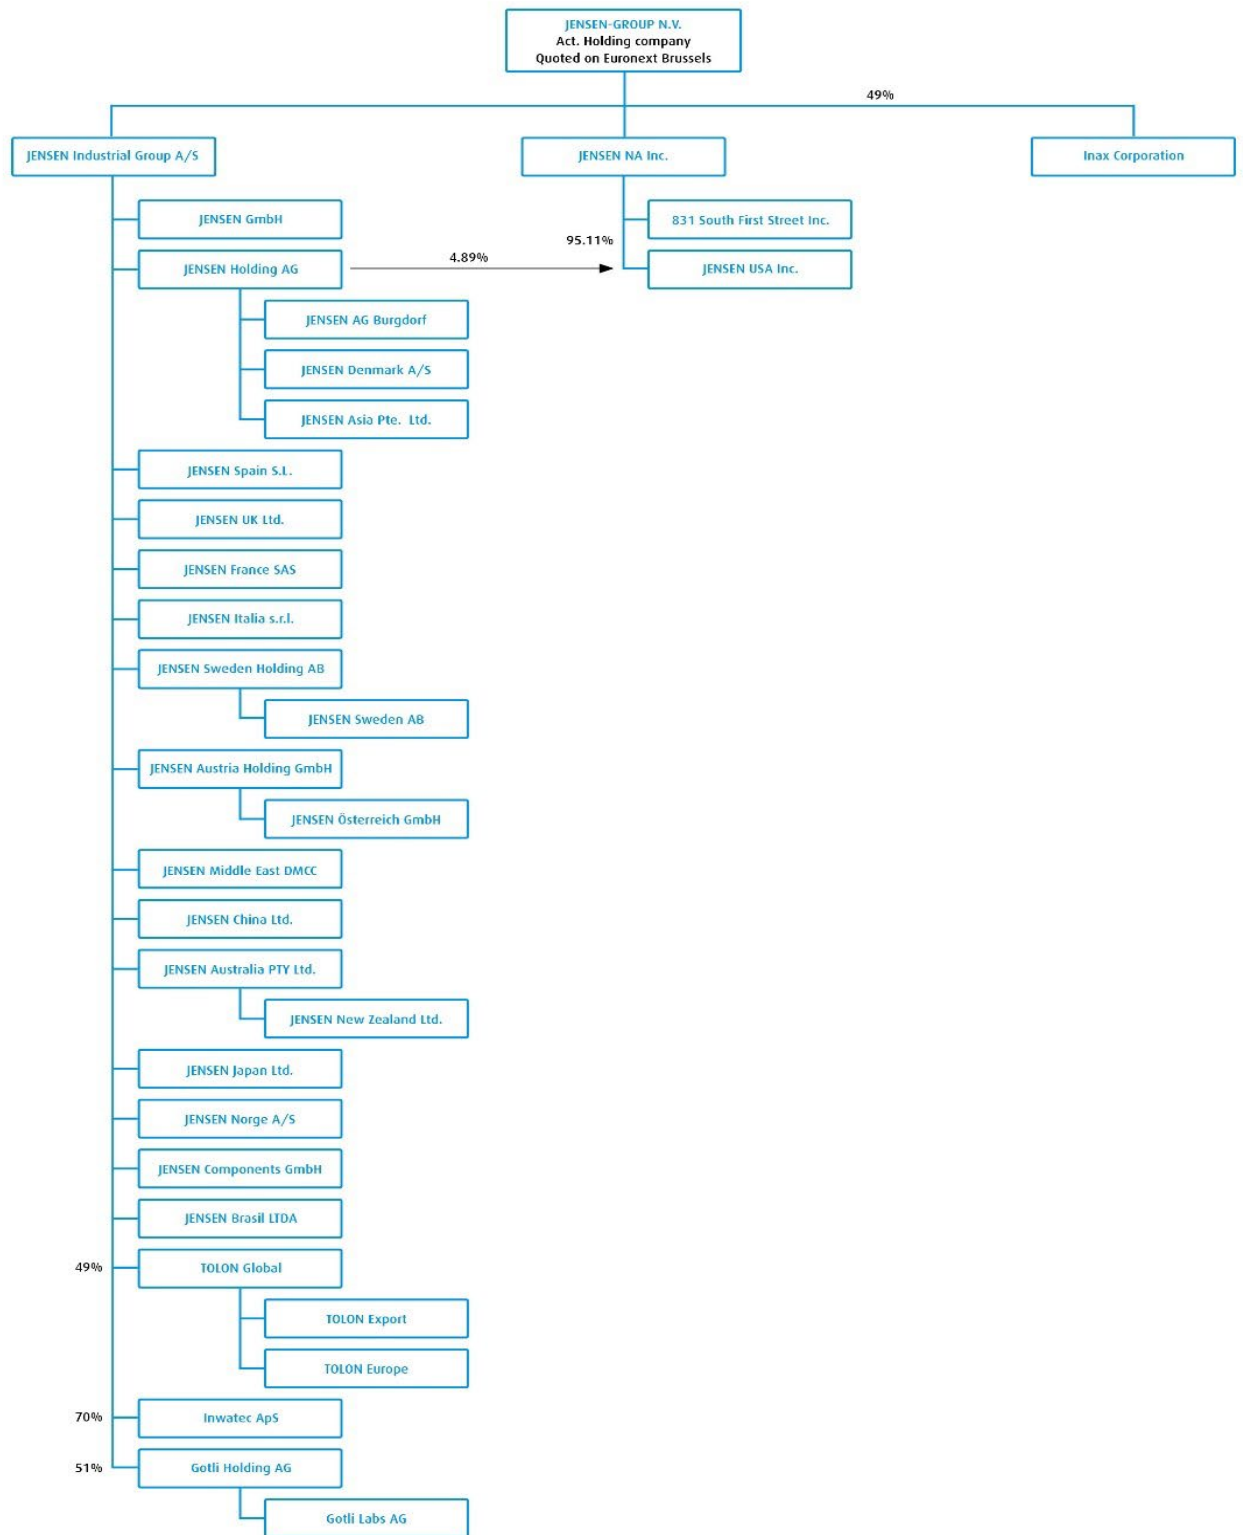 JENSEN-GROUP N.V.
Act. Holding company
Quoted on Euronext Brussels
49%
JENSEN Industrial Group A/S
JENSEN NA Inc.
Inax Corporation
JENSEN GmbH
831 South First Street Inc.
95.11%
JENSEN Holding AG
4.89%
JENSEN USA Inc.
JENSEN AG Burgdorf
JENSEN Denmark A/S
JENSEN Asia Pte. Ltd.
JENSEN Spain S.L.
JENSEN UK Ltd.
JENSEN France SAS
JENSEN Italia s.r.l.
JENSEN Sweden Holding AB
JENSEN Sweden AB
JENSEN Austria Holding GmbH
JENSEN Österreich GmbH
JENSEN Middle East DMCC
JENSEN China Ltd.
JENSEN Australia PTY Ltd.
JENSEN New Zealand Ltd.
JENSEN Japan Ltd.
JENSEN Norge A/S
JENSEN Components GmbH
JENSEN Brasil LTDA
49%
TOLON Global
TOLON Export
TOLON Europe
70%
Inwatec ApS
51%
Gotli Holding AG
Gotli Labs AG